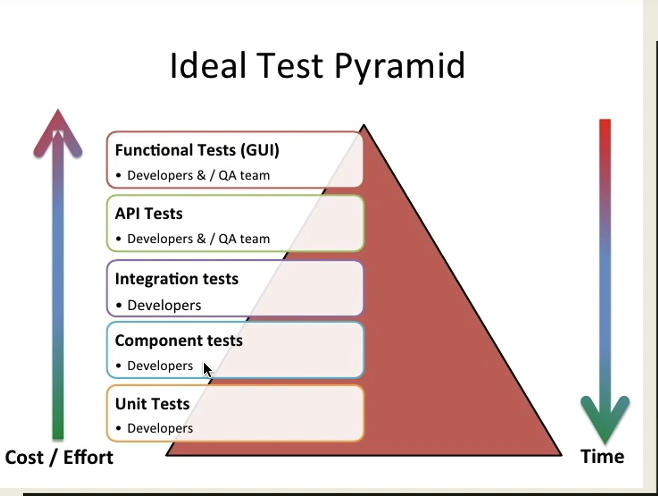 Ideal Test Pyramid
Functional Tests (GUI)
• Developers & / QA team
API Tests
• Developers & / QA team
Integration tests
• Developers
Component tests
• Developers
Unit Tests
• Developers
Cost / Effort
Time